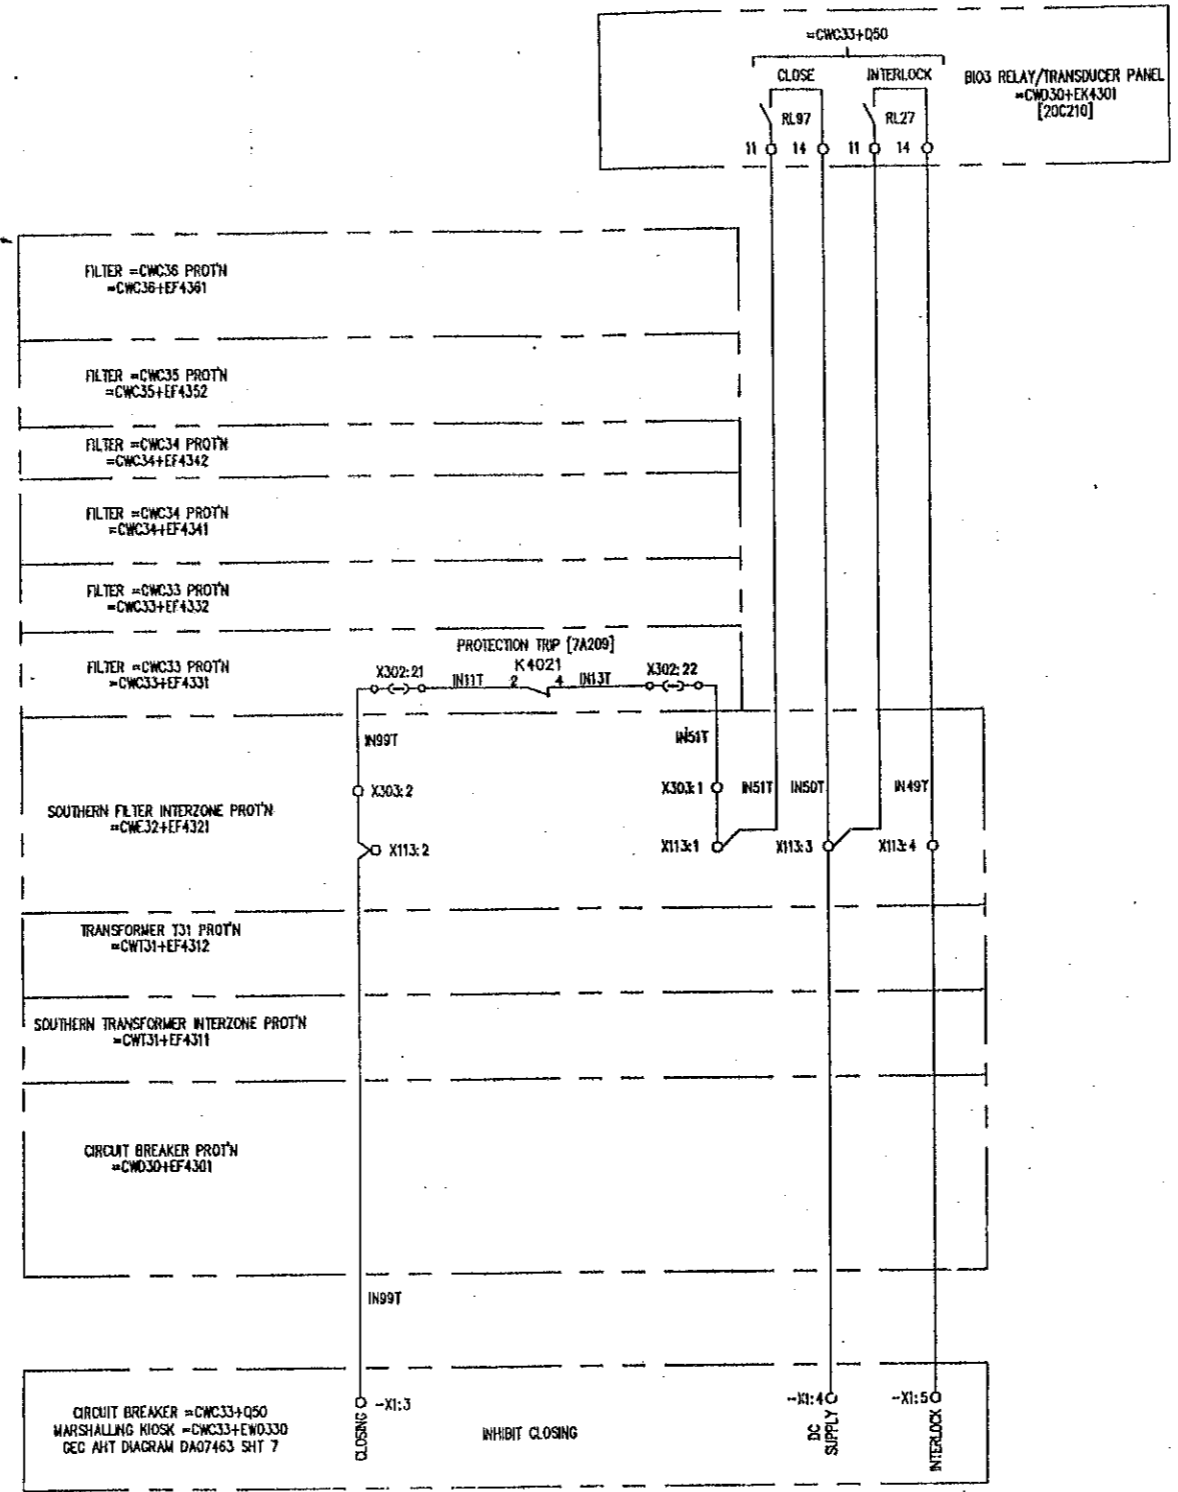 =CWC33+Q50
CLOSE
INTERLOCK
BI03 RELAY/TRANSDUCER PANEL
=CWD30+EK4301
[20C210]
RL97
RL27
11
14
11
14
FILTER =CWC36 PROT'N
=CWC36+EF4361
FILTER =CWC35 PROT'N
=CWC35+EF4352
FILTER =CWC34 PROT'N
=CWC34+EF4342
FILTER =CWC34 PROT'N
=CWC34+EF4341
FILTER =CWC33 PROT'N
=CWC33+EF4332
PROTECTION TRIP [7A209]
FILTER =CWC33 PROT'N
=CWC33+EF4331
X302:21
IN11T
2
K4021
4
IN13T
X302:22
IN99T
IN51T
X303:2
X303:1
IN51T
IN50T
IN49T
SOUTHERN FILTER INTERZONE PROT'N
=CWE32+EF4321
X113:2
X113:1
X113:3
X113:4
TRANSFORMER T31 PROT'N
=CWT31+EF4312
SOUTHERN TRANSFORMER INTERZONE PROT'N
=CWT31+EF4311
CIRCUIT BREAKER PROT'N
=CWD30+EF4301
IN99T
CIRCUIT BREAKER =CWC33+Q50
MARSHALLING KIOSK =CWC33+EW0330
GEC AHT DIAGRAM DA07463 SHT 7
-X1:3
CLOSING
INHIBIT CLOSING
-X1:4
DC
SUPPLY
-X1:5
INTERLOCK